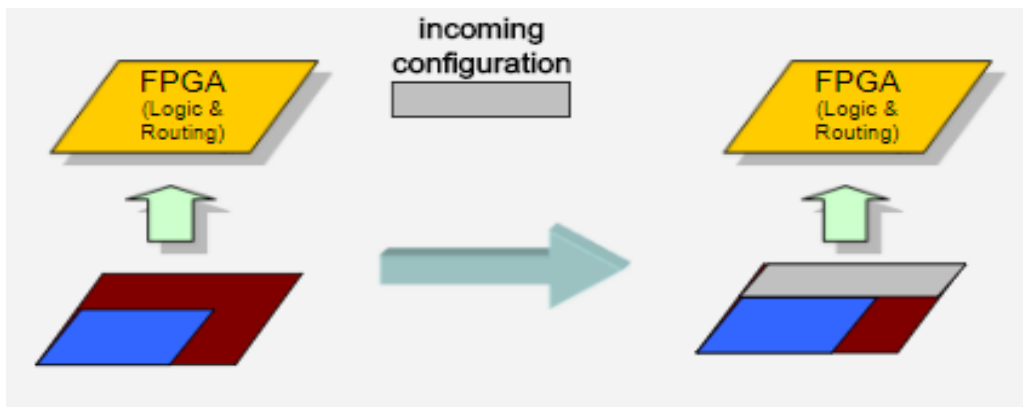 incoming
configuration
FPGA
(Logic &
Routing)
FPGA
(Logic &
Routing)